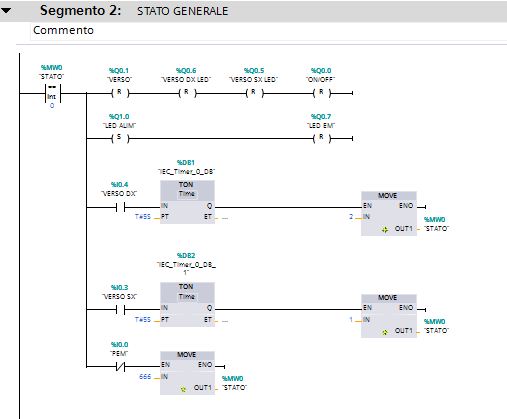 Segmento 2: STATO GENERALE
Commento
%MW0 %Q0.1 %Q0.6 %Q0.5 %Q0.0
"STATO" "VERSO" "VERSO DX LED" "VERSO SX LED" "ON/OFF"
== R R R R
Int
0
%Q1.0 %Q0.7
"LED ALIM" "LED EM"
S R
%DB1
"IEC_Timer_0_DB"
%I0.4 TON
"VERSO DX" Time MOVE
IN Q EN ENO
T#5S PT ET ... 2 IN %MW0
OUT1 "STATO"
%DB2
"IEC_Timer_0_DB_
1"
%I0.3 TON
"VERSO SX" Time MOVE
IN Q EN ENO
T#5S PT ET ... 1 IN %MW0
OUT1 "STATO"
%I0.0
"PEM" MOVE
EN ENO
666 IN %MW0
OUT1 "STATO"